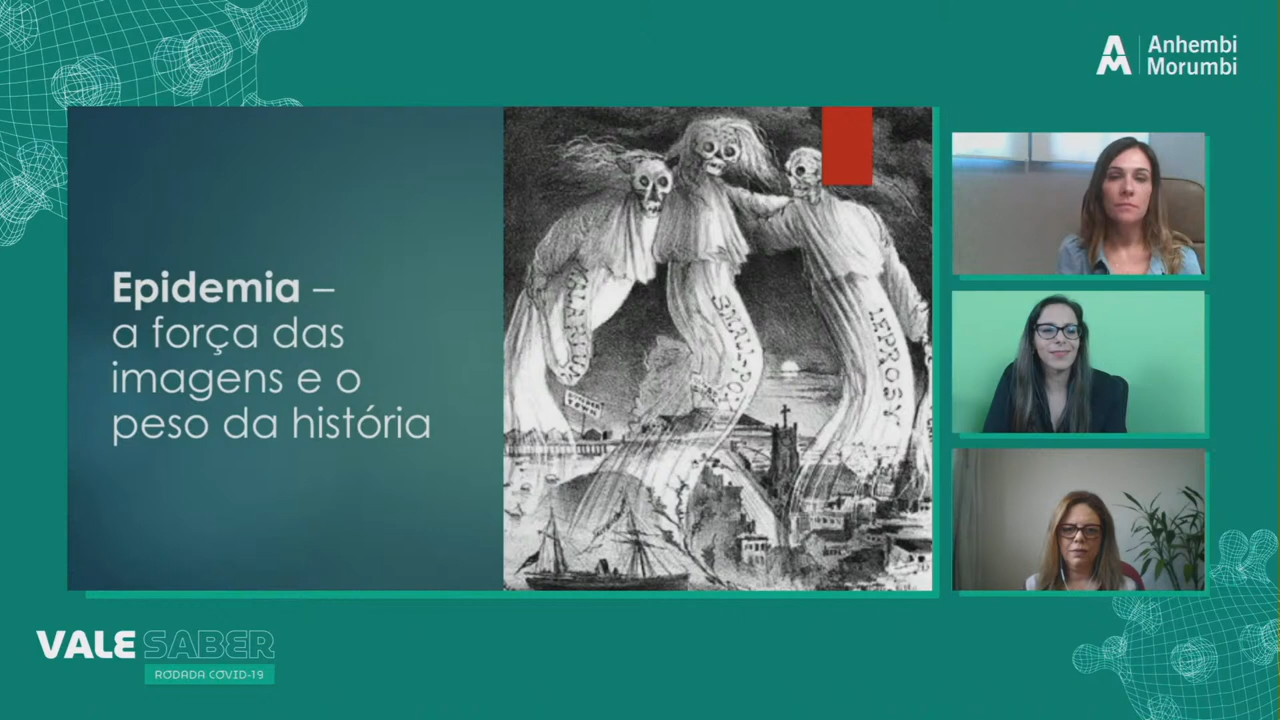 Anhembi
Morumbi
Epidemia –
a força das
imagens e o
peso da história
SMALL-POX
LEPROSY
VALE SABER
RODADA COVID-19